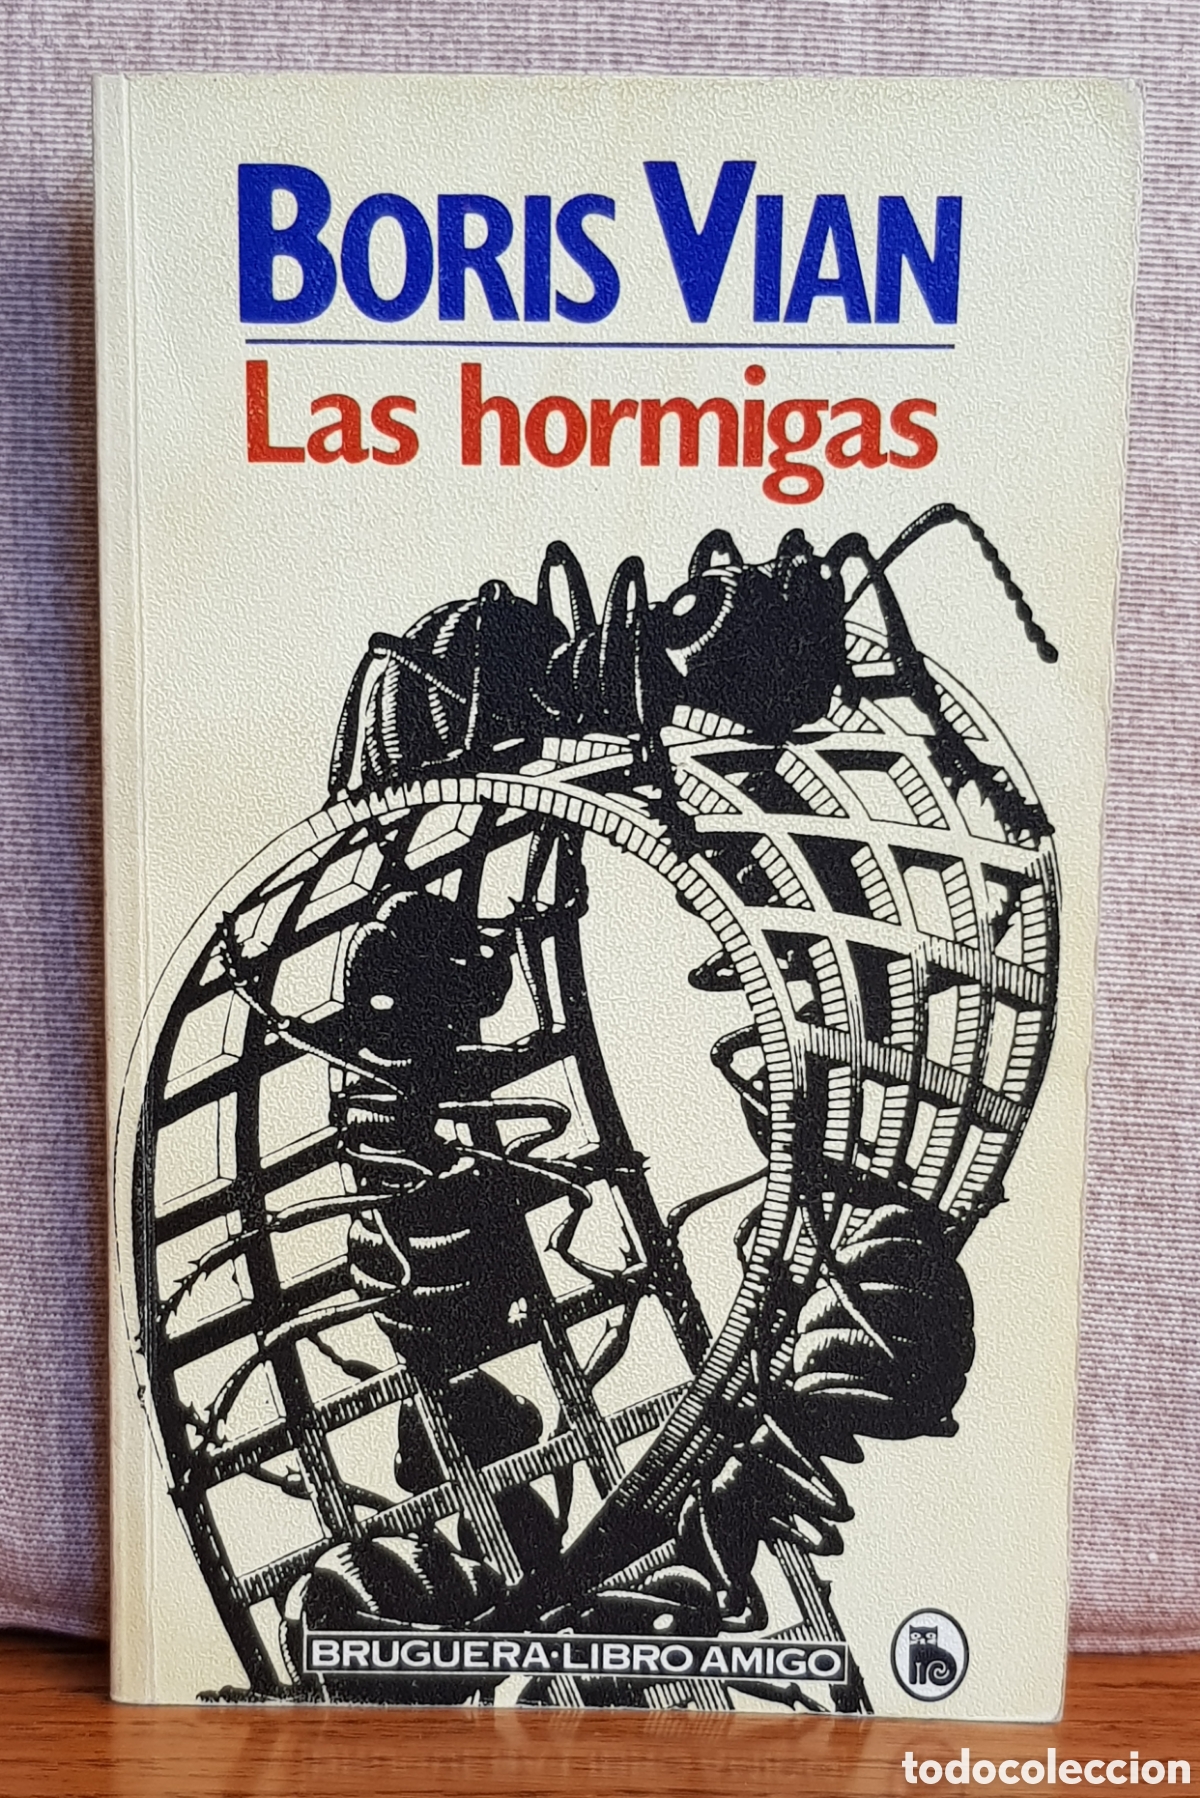 BORIS VIAN
Las hormigas
BRUGUERA·LIBRO AMIGO
todocoleccion